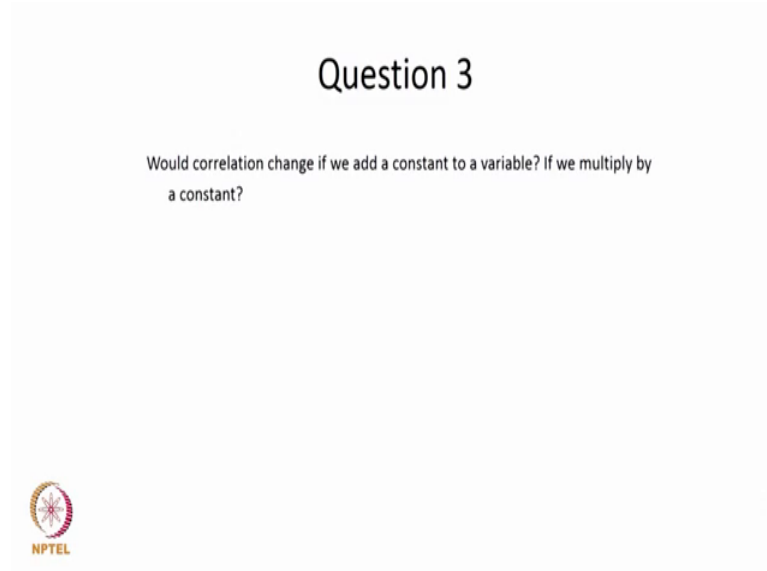 Question 3
Would correlation change if we add a constant to a variable? If we multiply by
a constant?
NPTEL